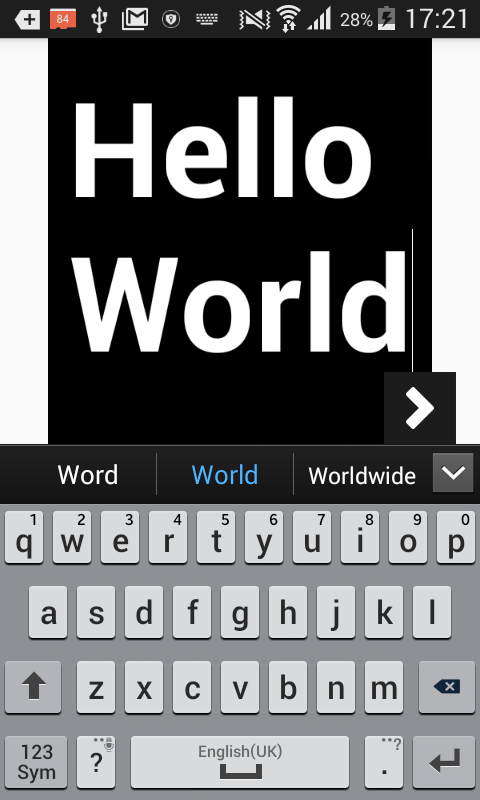 84 28% 17:21
Hello
World
Word World Worldwide
1 2 3 4 5 6 7 8 9 0
q w e r t y u i o p
a s d f g h j k l
z x c v b n m
123 Sym ? English(UK) . ?